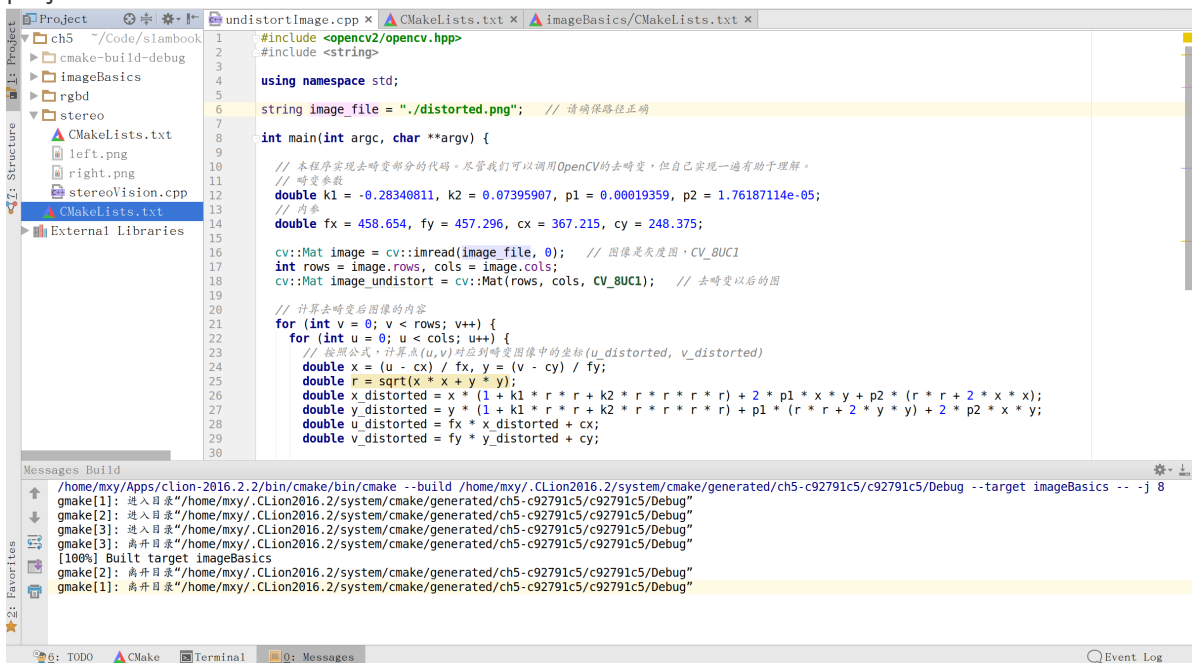 Project
undistortImage.cpp ×
CMakeLists.txt ×
imageBasics/CMakeLists.txt ×
1: Project
7: Structure
2: Favorites
ch5 ~/Code/slambook
cmake-build-debug
imageBasics
rgbd
stereo
CMakeLists.txt
left.png
right.png
stereoVision.cpp
CMakeLists.txt
External Libraries
1 #include <opencv2/opencv.hpp>
2 #include <string>
3
4 using namespace std;
5
6 string image_file = "./distorted.png"; // 请确保路径正确
7
8 int main(int argc, char **argv) {
9
10 // 本程序实现去畸变部分的代码。尽管我们可以调用OpenCV的去畸变，但自己实现一遍有助于理解。
11 // 畸变参数
12 double k1 = -0.28340811, k2 = 0.07395907, p1 = 0.00019359, p2 = 1.76187114e-05;
13 // 内参
14 double fx = 458.654, fy = 457.296, cx = 367.215, cy = 248.375;
15
16 cv::Mat image = cv::imread(image_file, 0); // 图像是灰度图，CV_8UC1
17 int rows = image.rows, cols = image.cols;
18 cv::Mat image_undistort = cv::Mat(rows, cols, CV_8UC1); // 去畸变以后的图
19
20 // 计算去畸变后图像的内容
21 for (int v = 0; v < rows; v++) {
22 for (int u = 0; u < cols; u++) {
23 // 按照公式，计算点(u,v)对应到畸变图像中的坐标(u_distorted, v_distorted)
24 double x = (u - cx) / fx, y = (v - cy) / fy;
25 double r = sqrt(x * x + y * y);
26 double x_distorted = x * (1 + k1 * r * r + k2 * r * r * r * r) + 2 * p1 * x * y + p2 * (r * r + 2 * x * x);
27 double y_distorted = y * (1 + k1 * r * r + k2 * r * r * r * r) + p1 * (r * r + 2 * y * y) + 2 * p2 * x * y;
28 double u_distorted = fx * x_distorted + cx;
29 double v_distorted = fy * y_distorted + cy;
30
Messages Build
/home/mxy/Apps/clion-2016.2.2/bin/cmake/bin/cmake --build /home/mxy/.CLion2016.2/system/cmake/generated/ch5-c92791c5/c92791c5/Debug --target imageBasics -- -j 8
gmake[1]: 进入目录“/home/mxy/.CLion2016.2/system/cmake/generated/ch5-c92791c5/c92791c5/Debug”
gmake[2]: 进入目录“/home/mxy/.CLion2016.2/system/cmake/generated/ch5-c92791c5/c92791c5/Debug”
gmake[3]: 进入目录“/home/mxy/.CLion2016.2/system/cmake/generated/ch5-c92791c5/c92791c5/Debug”
gmake[3]: 离开目录“/home/mxy/.CLion2016.2/system/cmake/generated/ch5-c92791c5/c92791c5/Debug”
[100%] Built target imageBasics
gmake[2]: 离开目录“/home/mxy/.CLion2016.2/system/cmake/generated/ch5-c92791c5/c92791c5/Debug”
gmake[1]: 离开目录“/home/mxy/.CLion2016.2/system/cmake/generated/ch5-c92791c5/c92791c5/Debug”
6: TODO
CMake
Terminal
0: Messages
Event Log